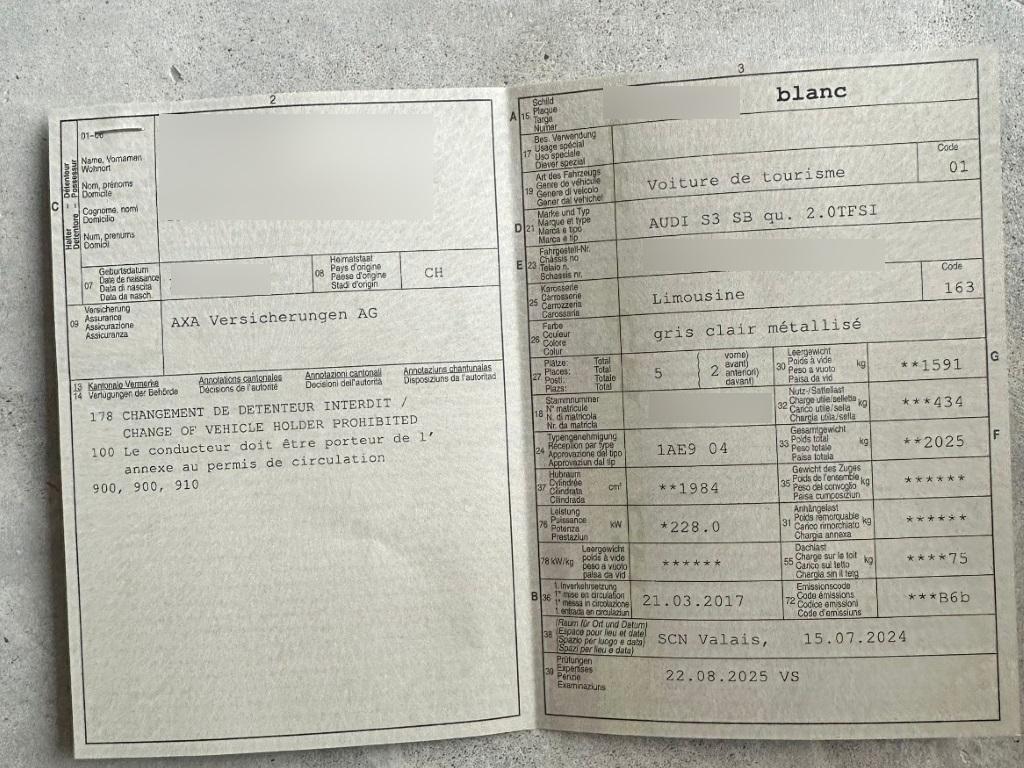 2
01-06
Halter - Détenteur
Detentore - Possessur
C
Name, Vornamen
Wohnort
Nom, prénoms
Domicile
Cognome, nomi
Domicilio
Num, prenums
Domicil
07
Geburtsdatum
Date de naissance
Data di nascita
Data da nasch.
08
Heimatstaat
Pays d'origine
Paese d'origine
Stadi d'origin
CH
09
Versicherung
Assurance
Assicurazione
Assicuranza
AXA Versicherungen AG
13 Kantonale Vermerke Annotations cantonales Annotazioni cantonali Annotaziuns chantunalas
14 Verfügungen der Behörde Décisions de l'autorité Decisioni dell'autorità Disposiziuns da l'autoritad
178 CHANGEMENT DE DETENTEUR INTERDIT /
CHANGE OF VEHICLE HOLDER PROHIBITED
100 Le conducteur doit être porteur de l'
annexe au permis de circulation
900, 900, 910
3
A 15
Schild
Plaque
Targa
Numer
blanc
17
Bes. Verwendung
Usage spécial
Uso speciale
Diever spezial
19
Art des Fahrzeugs
Genre de véhicule
Genere di veicolo
Gener dal vehichel
Voiture de tourisme
Code
01
D 21
Marke und Typ
Marque et type
Marca e tipo
Marca e tip
AUDI S3 SB qu. 2.0TFSI
E 23
Fahrgestell-Nr.
Châssis no
Telaio n.
Schassis nr.
25
Karosserie
Carrosserie
Carrozzeria
Carossaria
Limousine
Code
163
26
Farbe
Couleur
Colore
Colur
gris clair métallisé
27
Plätze: Total
Places: Total
Posti: Totale
Plazs: Total
5
2
vorne)
avant)
anteriori)
davant)
30
Leergewicht
Poids à vide
Peso a vuoto
Paisa da vid
kg
**1591
G
18
Stammnummer
N° matricule
N. di matricola
Nr. da matricla
32
Nutz-/Sattellast
Charge utile/sellette
Carico utile/sella
Chargia utila/sella
kg
***434
24
Typengenehmigung
Réception par type
Approvazione del tipo
Approvaziun dal tip
1AE9 04
33
Gesamtgewicht
Poids total
Peso totale
Paisa totala
kg
**2025
F
37
Hubraum
Cylindrée
Cilindrata
Cilindrada
cm³
**1984
35
Gewicht des Zuges
Poids de l'ensemble
Peso del convoglio
Paisa cumposiziun
kg
******
76
Leistung
Puissance
Potenza
Prestaziun
kW
*228.0
31
Anhängelast
Poids remorquable
Carico rimorchiato
Chargia annexa
kg
******
78 kW/kg
Leergewicht
poids à vide
peso a vuoto
paisa da vid
******
55
Dachlast
Charge sur le toit
Carico sul tetto
Chargia sin il tetg
kg
****75
B 36
1. Inverkehrsetzung
1re mise en circulation
1a messa in circolazione
1. entrada en circulaziun
21.03.2017
72
Emissionscode
Code émissions
Codice emissioni
Code d'emissiuns
***B6b
38
(Raum für Ort und Datum)
(Espace pour lieu et date)
(Spazio per luogo e data)
(Spazi per lieu e data)
SCN Valais, 15.07.2024
39
Prüfungen
Expertises
Perizie
Examinaziuns
22.08.2025 VS